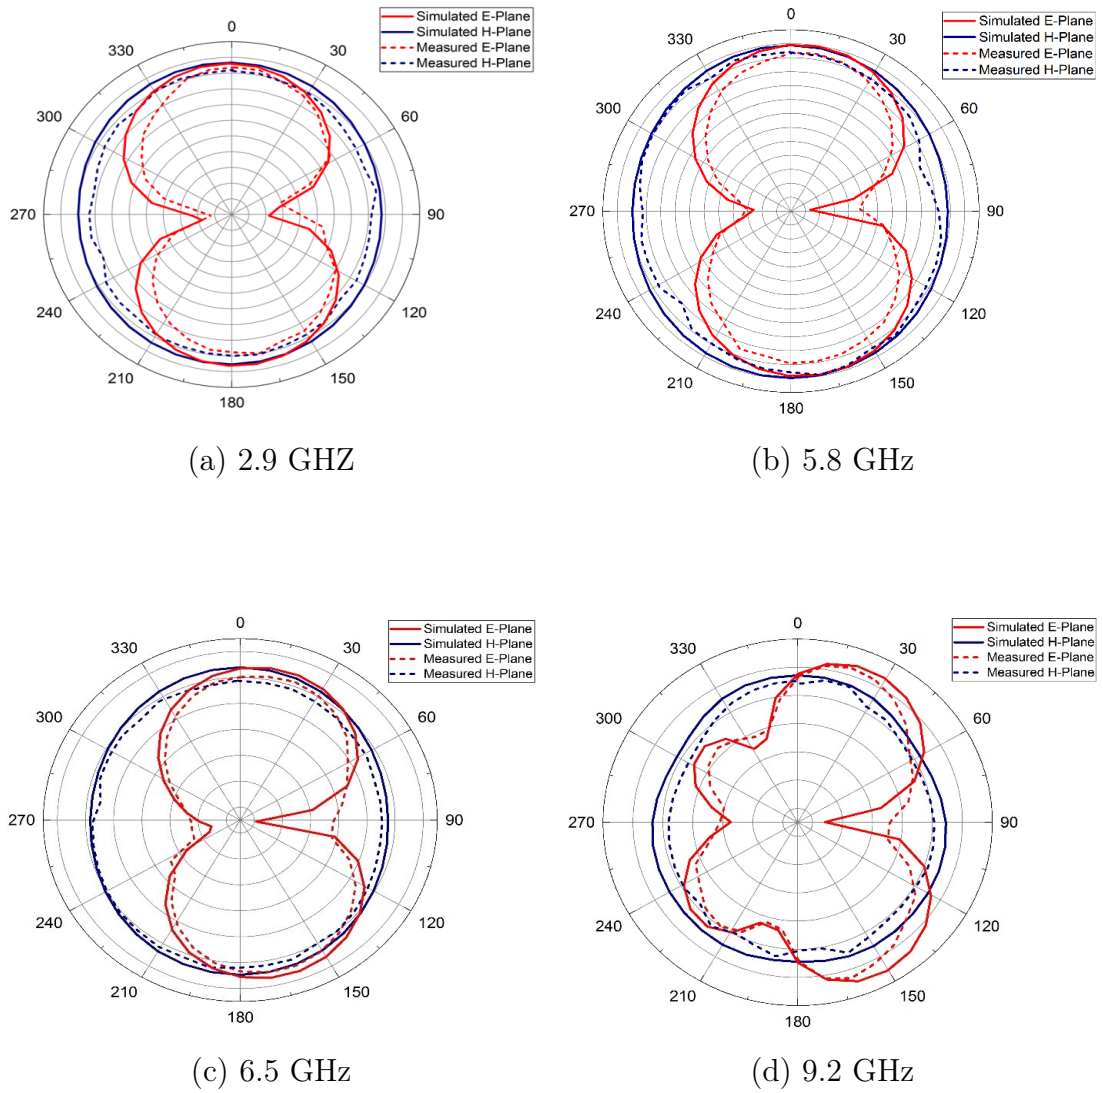 Simulated E-Plane
Simulated H-Plane
Measured E-Plane
Measured H-Plane
0
30
60
90
120
150
180
210
240
270
300
330
(a) 2.9 GHZ
Simulated E-Plane
Simulated H-Plane
Measured E-Plane
Measured H-Plane
0
30
60
90
120
150
180
210
240
270
300
330
(b) 5.8 GHz
Simulated E-Plane
Simulated H-Plane
Measured E-Plane
Measured H-Plane
0
30
60
90
120
150
180
210
240
270
300
330
(c) 6.5 GHz
Simulated E-Plane
Simulated H-Plane
Measured E-Plane
Measured H-Plane
0
30
60
90
120
150
180
210
240
270
300
330
(d) 9.2 GHz